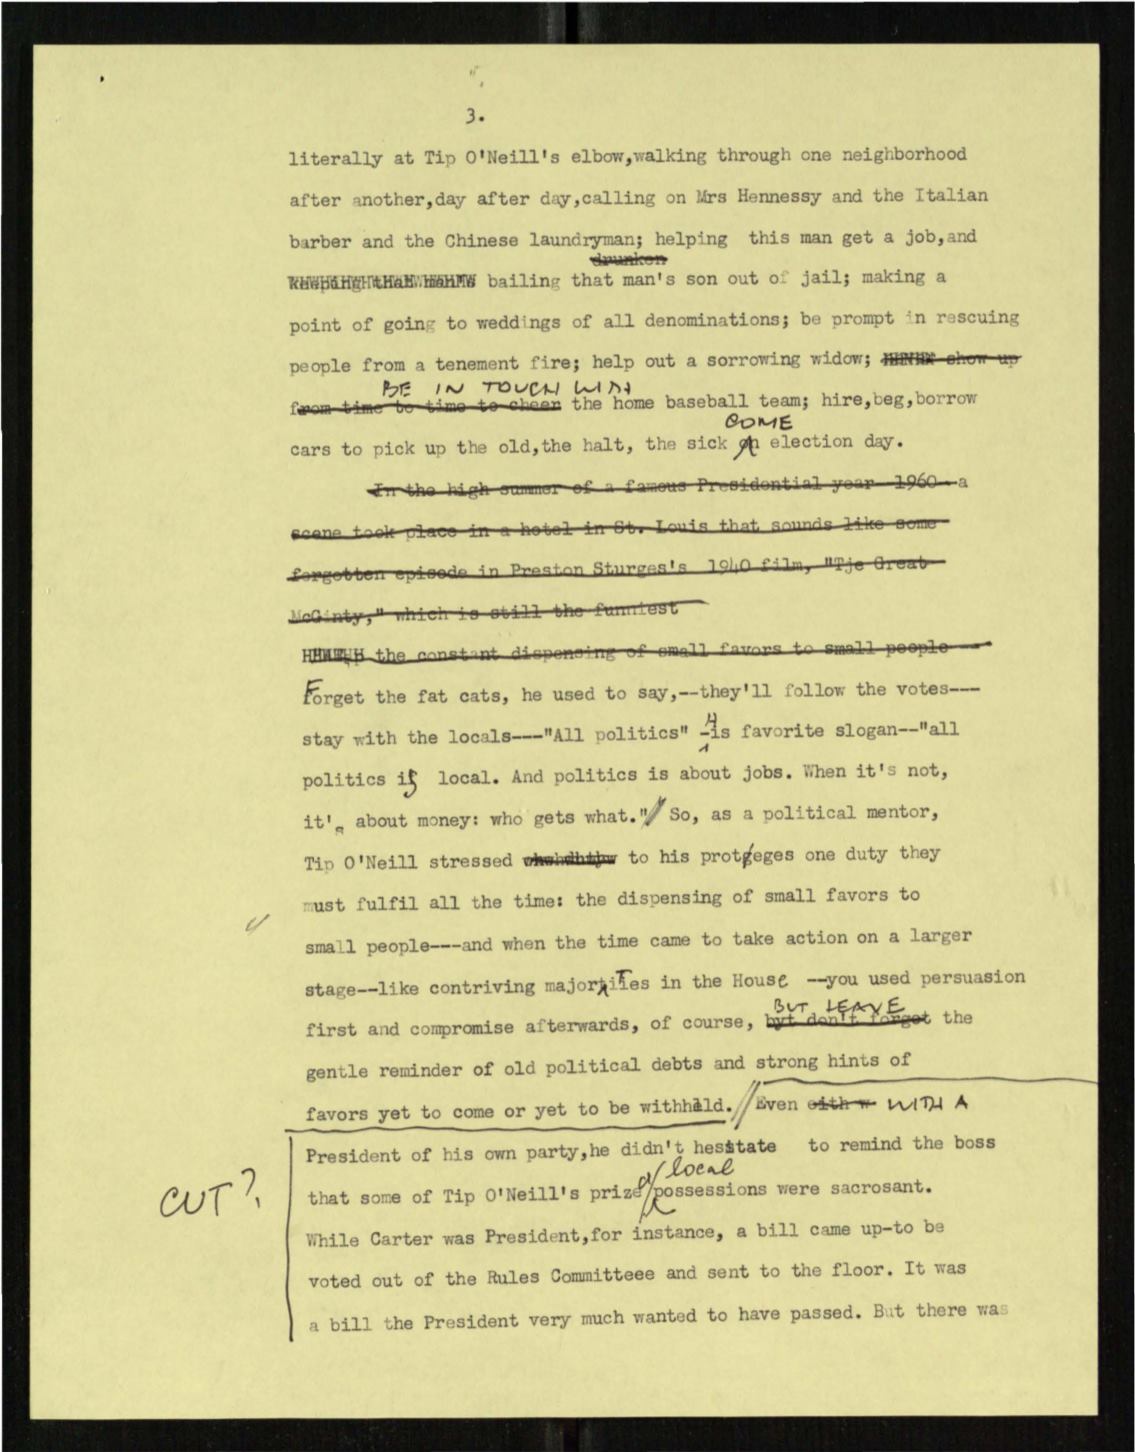 3.
literally at Tip O'Neill's elbow,walking through one neighborhood
after another,day after day,calling on Mrs Hennessy and the Italian
barber and the Chinese laundryman; helping this man get a job,and
drunken
bailing that man's son out of jail; making a
point of going to weddings of all denominations; be prompt in rescuing
people from a tenement fire; help out a sorrowing widow; show up
BE IN TOUCH WITH
from time to time to cheer the home baseball team; hire,beg,borrow
COME
cars to pick up the old,the halt, the sick on election day.
In the high summer of a famous Presidential year--1960--a
scene took place in a hotel in St. Louis that sounds like some
forgotten episode in Preston Sturges's 1940 film, "Tje Great
McGinty," which is still the funniest
the constant dispensing of small favors to small people---
Forget the fat cats, he used to say,--they'll follow the votes---
stay with the locals---"All politics" -His favorite slogan--"all
politics is local. And politics is about jobs. When it's not,
it's about money: who gets what."// So, as a political mentor,
Tip O'Neill stressed to his proteges one duty they
must fulfil all the time: the dispensing of small favors to
small people---and when the time came to take action on a larger
stage--like contriving majorities in the House --you used persuasion
BUT LEAVE
first and compromise afterwards, of course, byt don't forget the
gentle reminder of old political debts and strong hints of
favors yet to come or yet to be withheld.// Even eith w WITH A
President of his own party,he didn't hesitate to remind the boss
local
CUT?
that some of Tip O'Neill's prized possessions were sacrosant.
While Carter was President,for instance, a bill came up-to be
voted out of the Rules Committeee and sent to the floor. It was
a bill the President very much wanted to have passed. But there was